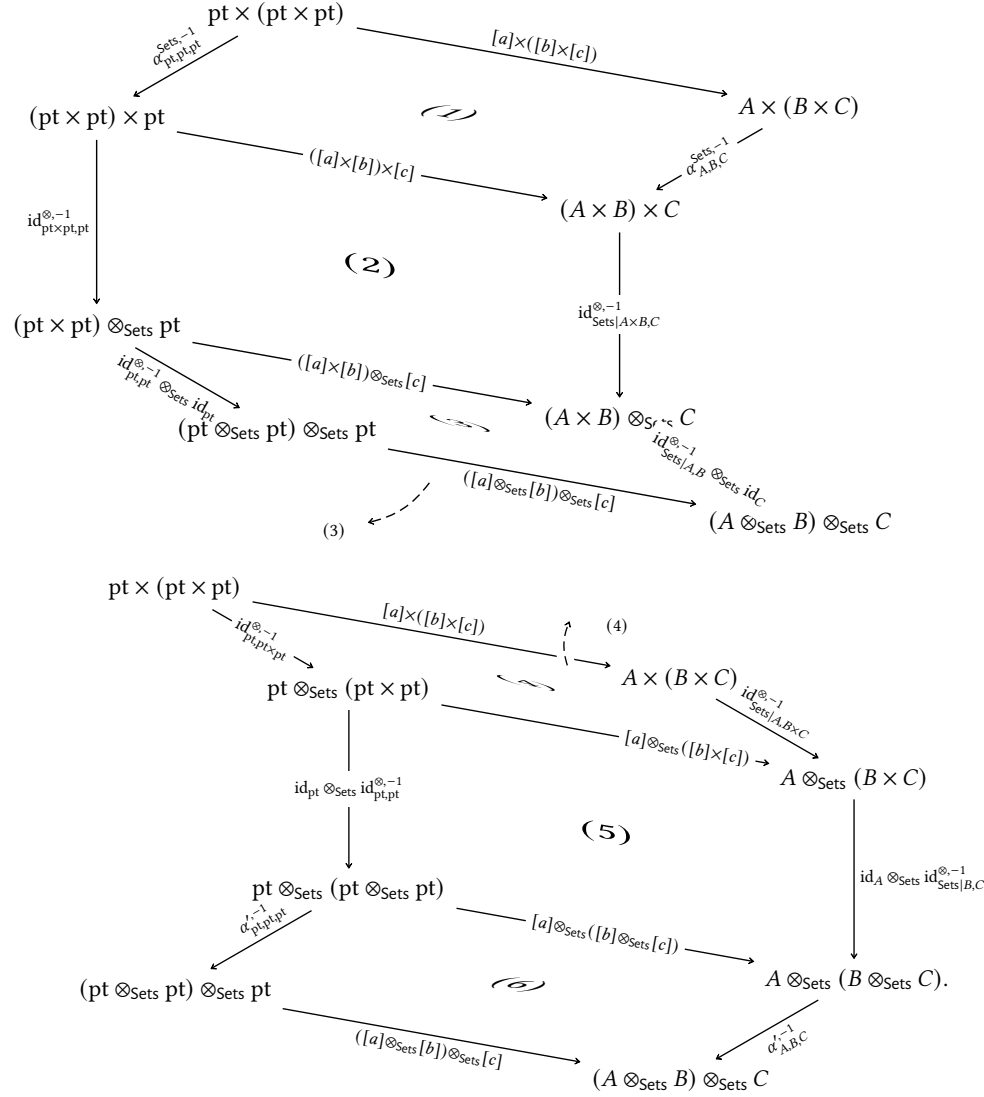 pt × (pt × pt)
[a]×([b]×[c])
α^{Sets,-1}_{pt,pt,pt}
(pt × pt) × pt
(1)
A × (B × C)
([a]×[b])×[c]
α^{Sets,-1}_{A,B,C}
(A × B) × C
id^{⊗,-1}_{pt×pt,pt}
(2)
id^{⊗,-1}_{Sets|A×B,C}
(pt × pt) ⊗_{Sets} pt
([a]×[b])⊗_{Sets}[c]
id^{⊗,-1}_{pt,pt} ⊗_{Sets} id_{pt}
(A × B) ⊗_{Sets} C
(pt ⊗_{Sets} pt) ⊗_{Sets} pt
id^{⊗,-1}_{Sets|A,B} ⊗_{Sets} id_C
([a]⊗_{Sets}[b])⊗_{Sets}[c]
(A ⊗_{Sets} B) ⊗_{Sets} C
(3)
pt × (pt × pt)
[a]×([b]×[c])
(4)
id^{⊗,-1}_{pt,pt×pt}
A × (B × C)
pt ⊗_{Sets} (pt × pt)
id^{⊗,-1}_{Sets|A,B×C}
[a]⊗_{Sets}([b]×[c])
A ⊗_{Sets} (B × C)
id_{pt} ⊗_{Sets} id^{⊗,-1}_{pt,pt}
(5)
id_A ⊗_{Sets} id^{⊗,-1}_{Sets|B,C}
pt ⊗_{Sets} (pt ⊗_{Sets} pt)
α'^{,-1}_{pt,pt,pt}
[a]⊗_{Sets}([b]⊗_{Sets}[c])
A ⊗_{Sets} (B ⊗_{Sets} C).
(pt ⊗_{Sets} pt) ⊗_{Sets} pt
(6)
([a]⊗_{Sets}[b])⊗_{Sets}[c]
α'^{,-1}_{A,B,C}
(A ⊗_{Sets} B) ⊗_{Sets} C